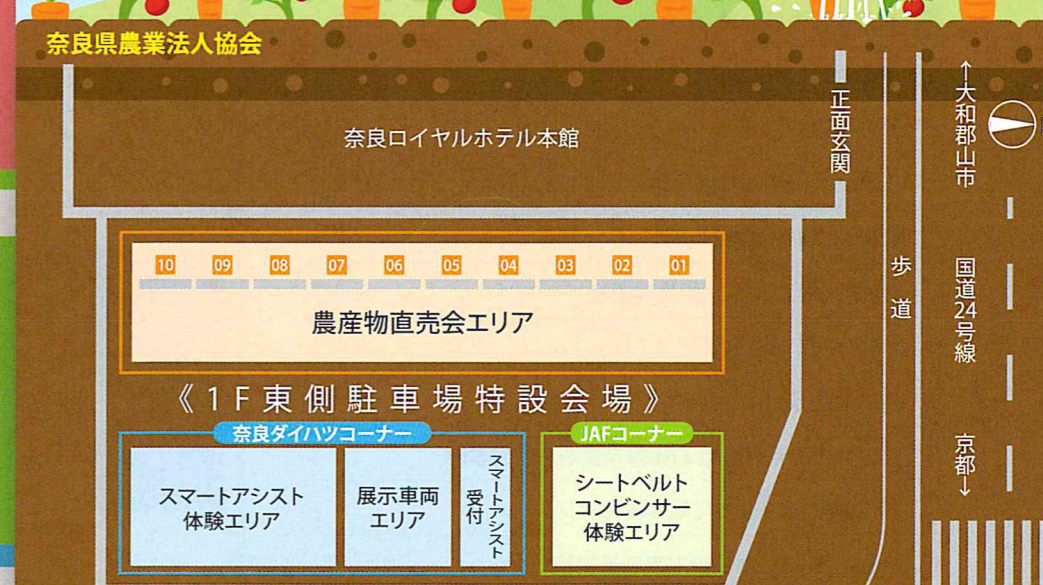 奈良県農業法人協会
奈良ロイヤルホテル本館
正面玄関
←大和郡山市
10 09 08 07 06 05 04 03 02 01
農産物直売会エリア
歩道
国道24号線
京都→
《1F東側駐車場特設会場》
奈良ダイハツコーナー
スマートアシスト
体験エリア
展示車両
エリア
スマートアシスト
受付
JAFコーナー
シートベルト
コンビンサー
体験エリア